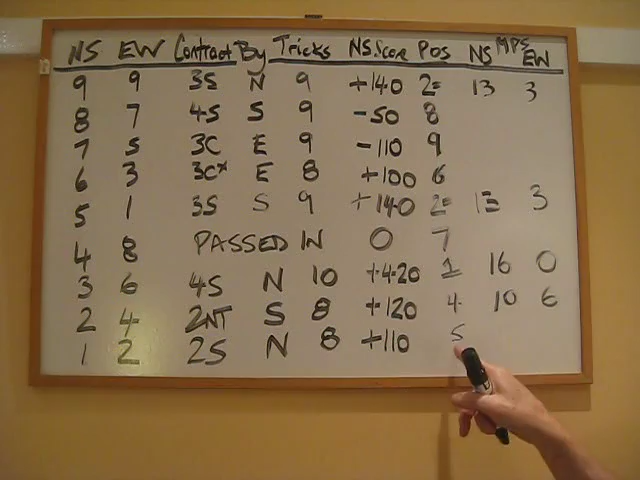 NS EW Contract By Tricks NS Score Pos NS MPS EW
9 9 3S N 9 +140 2= 13 3
8 7 4S S 9 -50 8
7 5 3C E 9 -110 9
6 3 3Cx E 8 +100 6
5 1 3S S 9 +140 2= 13 3
4 8 PASSED IN 0 7
3 6 4S N 10 +420 1 16 0
2 4 2NT S 8 +120 4 10 6
1 2 2S N 8 +110 5